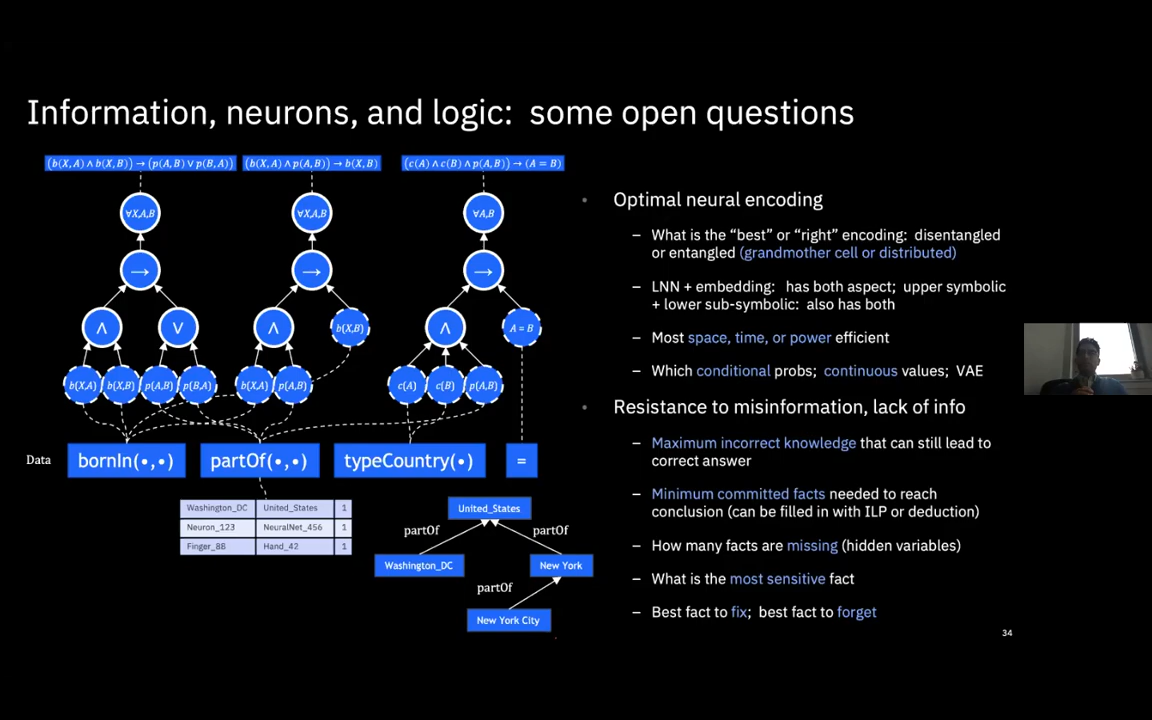 Information, neurons, and logic: some open questions
(b(X,A) ∧ b(X,B)) → (p(A,B) ∨ p(B,A))
(b(X,A) ∧ p(A,B)) → b(X,B)
(c(A) ∧ c(B) ∧ p(A,B)) → (A = B)
∀X,A,B
∀X,A,B
∀A,B
→
→
→
∧
∨
∧
b(X,B)
∧
A = B
b(X,A)
b(X,B)
p(A,B)
p(B,A)
b(X,A)
p(A,B)
c(A)
c(B)
p(A,B)
Data
bornIn(•,•)
partOf(•,•)
typeCountry(•)
=
Washington_DC United_States 1
Neuron_123 NeuralNet_456 1
Finger_88 Hand_42 1
United_States
partOf
partOf
Washington_DC
New York
partOf
New York City
• Optimal neural encoding
– What is the “best” or “right” encoding: disentangled
or entangled (grandmother cell or distributed)
– LNN + embedding: has both aspect; upper symbolic
+ lower sub-symbolic: also has both
– Most space, time, or power efficient
– Which conditional probs; continuous values; VAE
• Resistance to misinformation, lack of info
– Maximum incorrect knowledge that can still lead to
correct answer
– Minimum committed facts needed to reach
conclusion (can be filled in with ILP or deduction)
– How many facts are missing (hidden variables)
– What is the most sensitive fact
– Best fact to fix; best fact to forget
34